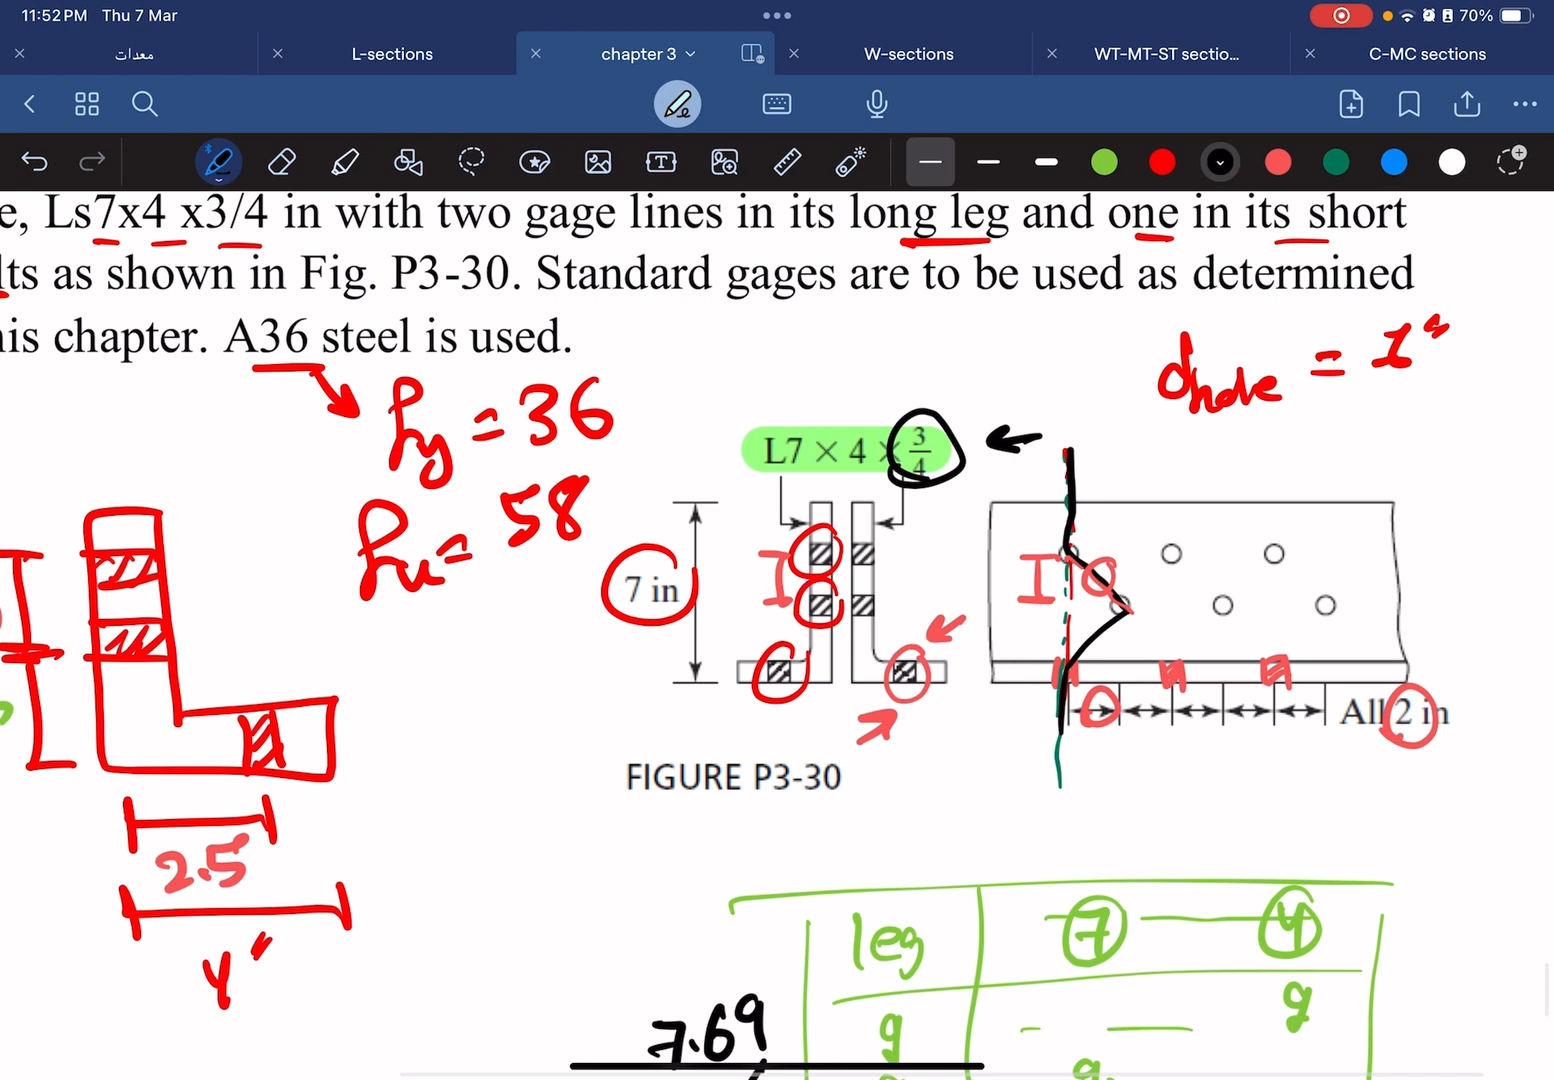 11:52 PM Thu 7 Mar
70%
معدات
L-sections
chapter 3
W-sections
WT-MT-ST sectio...
C-MC sections
e, Ls7x4 x3/4 in with two gage lines in its long leg and one in its short
lts as shown in Fig. P3-30. Standard gages are to be used as determined
is chapter. A36 steel is used.
dhole = 1"
fy = 36
fu = 58
L7 × 4 × 3/4
7 in
I
I
All 2 in
FIGURE P3-30
2.5
4"
leg 7 4
g g
7.69